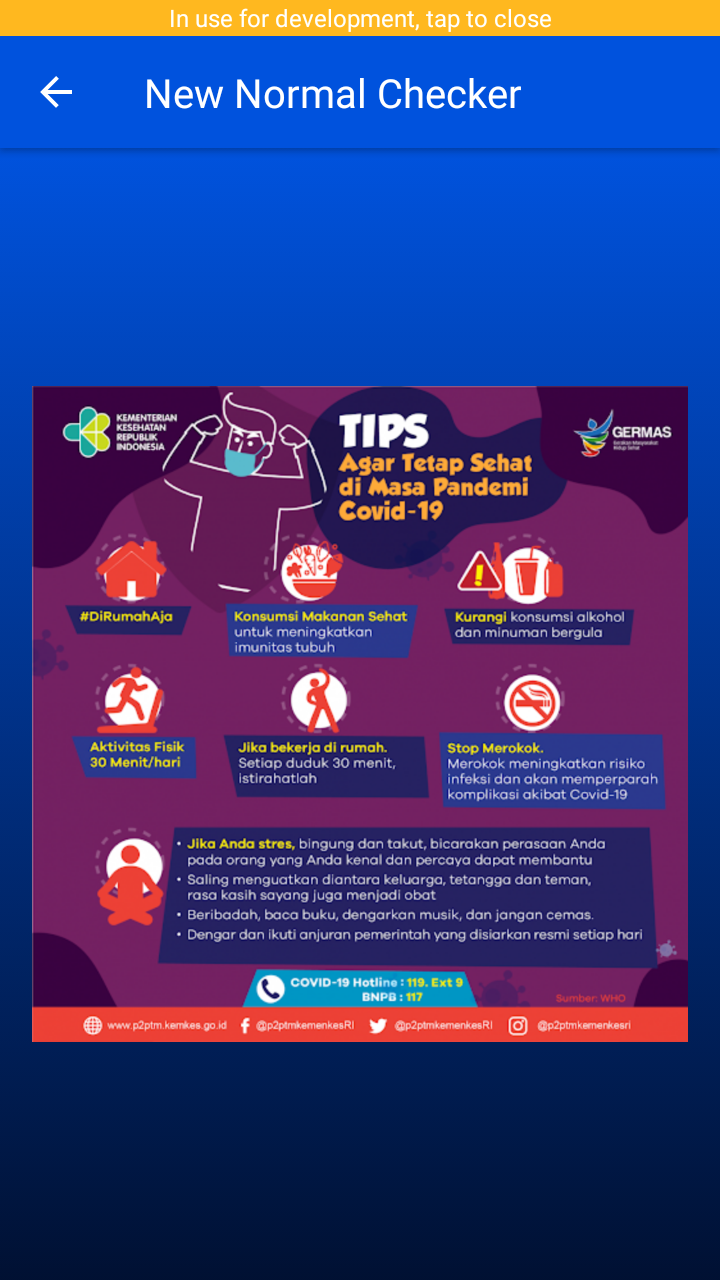 In use for development, tap to close
New Normal Checker
KEMENTERIAN
KESEHATAN
REPUBLIK
INDONESIA
TIPS
Agar Tetap Sehat
di Masa Pandemi
Covid-19
GERMAS
Gerakan Masyarakat
Hidup Sehat
#DiRumahAja
Konsumsi Makanan Sehat
untuk meningkatkan
imunitas tubuh
Kurangi konsumsi alkohol
dan minuman bergula
Aktivitas Fisik
30 Menit/hari
Jika bekerja di rumah.
Setiap duduk 30 menit,
istirahatlah
Stop Merokok.
Merokok meningkatkan risiko
infeksi dan akan memperparah
komplikasi akibat Covid-19
• Jika Anda stres, bingung dan takut, bicarakan perasaan Anda
pada orang yang Anda kenal dan percaya dapat membantu
• Saling menguatkan diantara keluarga, tetangga dan teman,
rasa kasih sayang juga menjadi obat
• Beribadah, baca buku, dengarkan musik, dan jangan cemas.
• Dengar dan ikuti anjuran pemerintah yang disiarkan resmi setiap hari
COVID-19 Hotline : 119. Ext 9
BNPB : 117
Sumber: WHO
www.p2ptm.kemkes.go.id @p2ptmkemenkesRI @p2ptmkemenkesRI @p2ptmkemenkesri